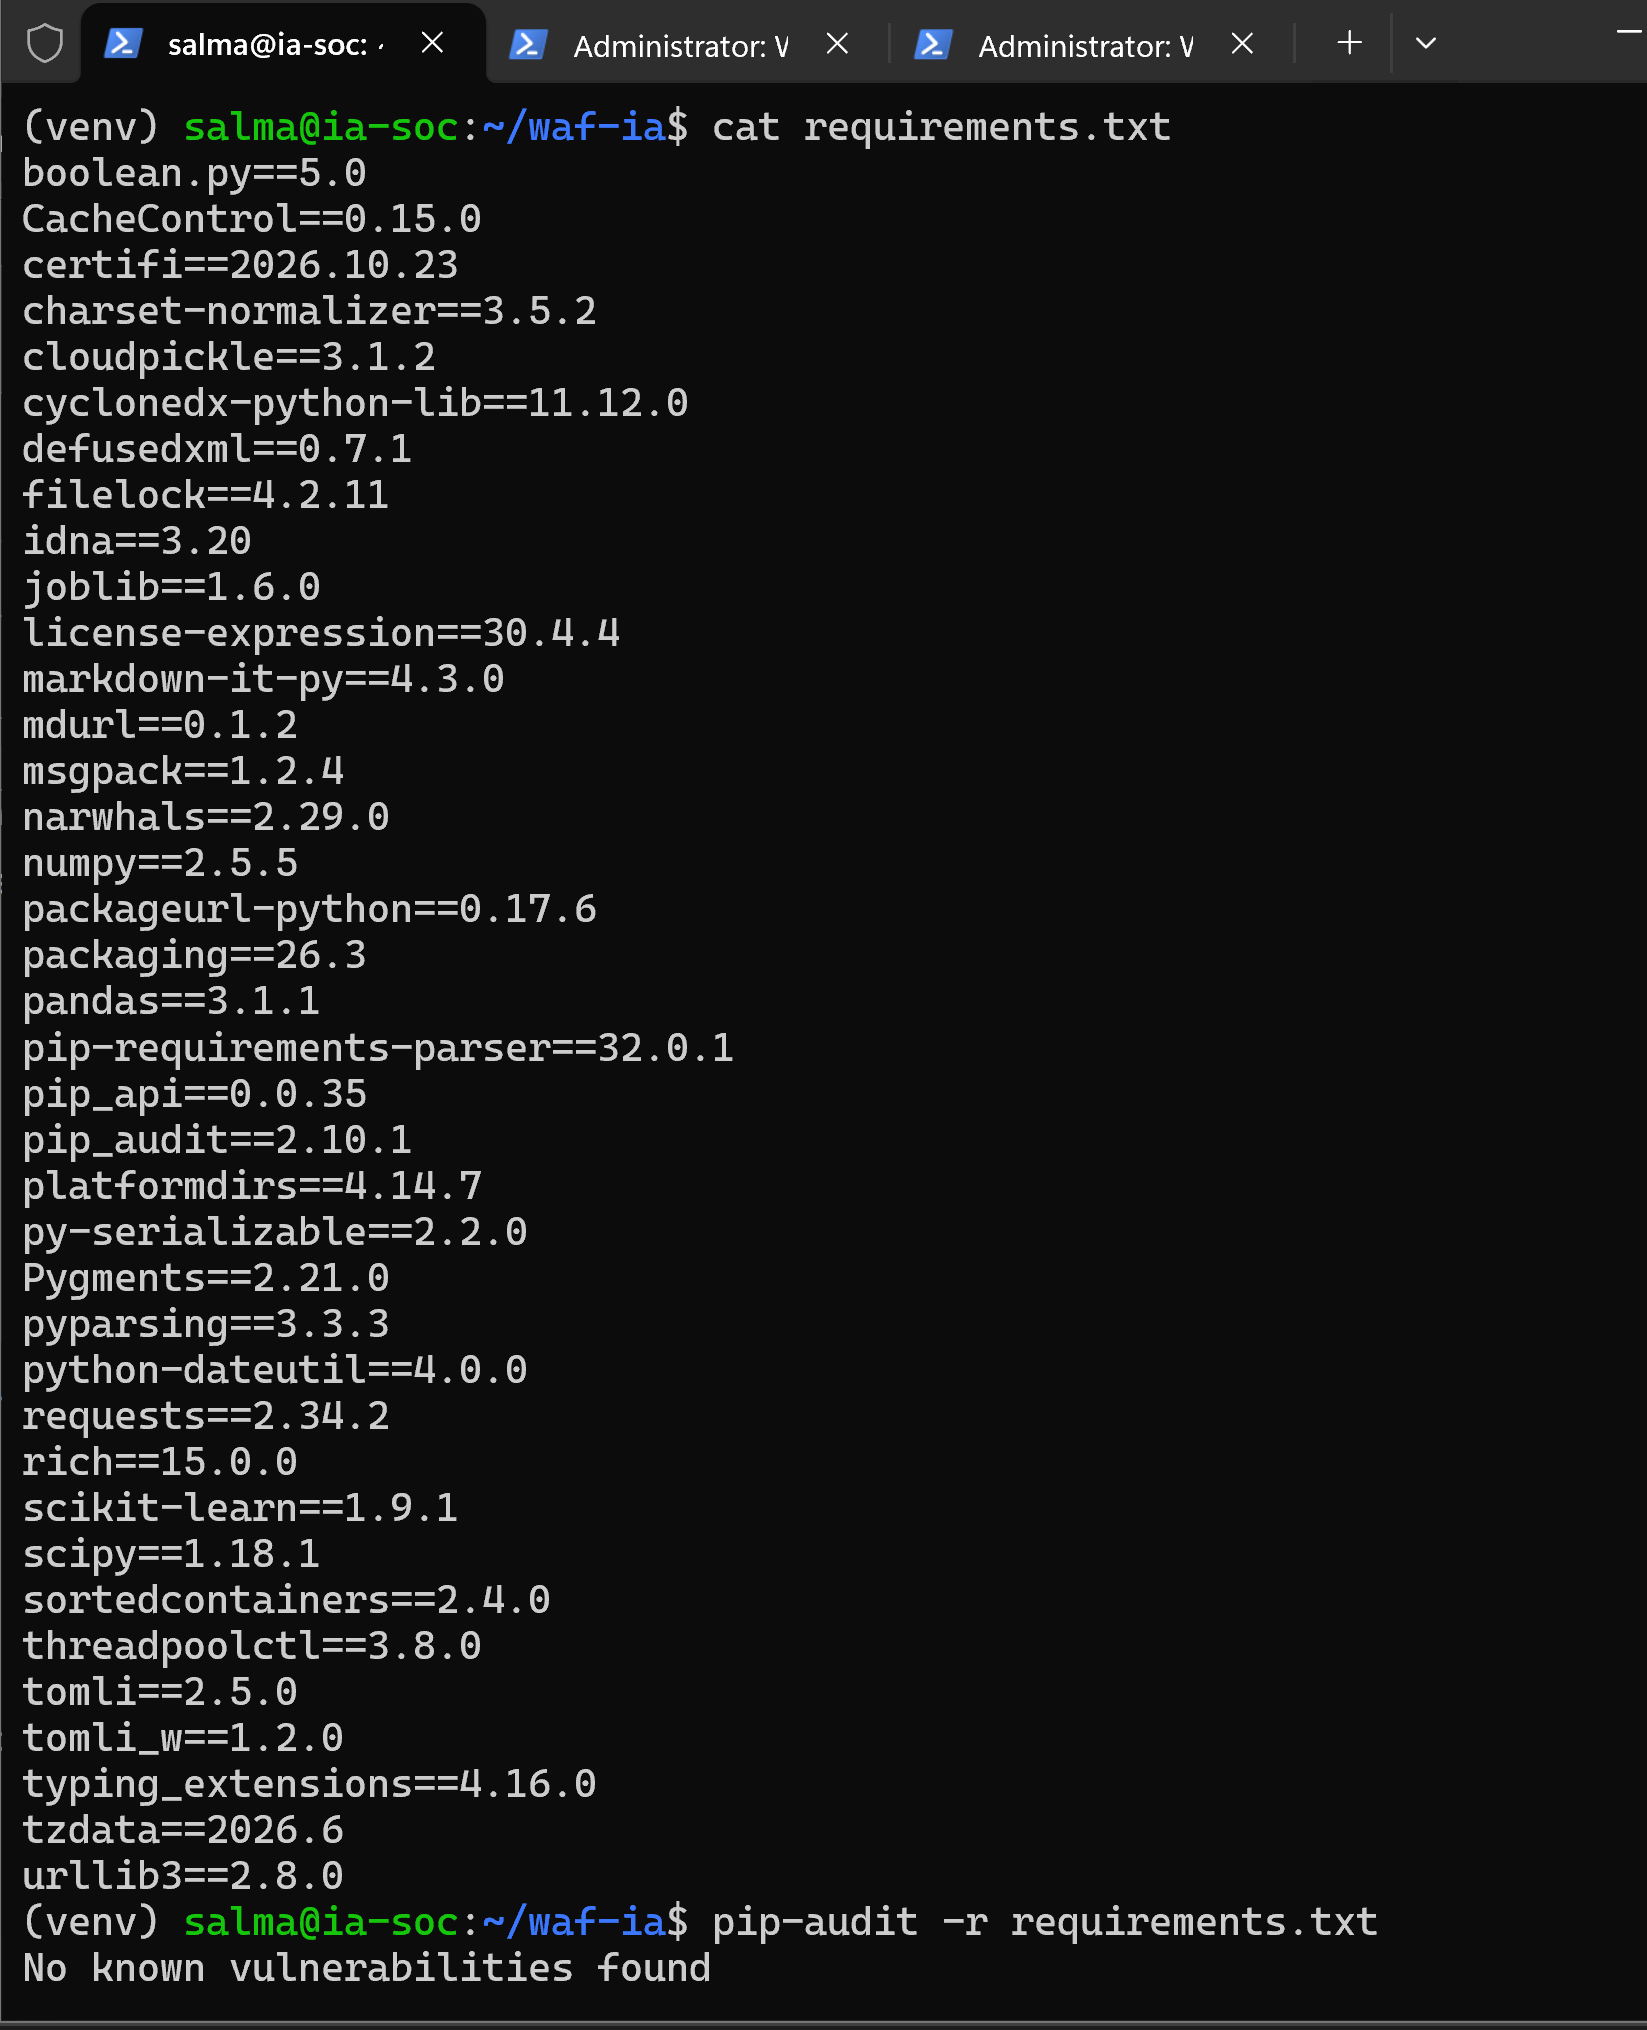 salma@ia-soc:
Administrator:
Administrator:
(venv) salma@ia-soc:~/waf-ia$ cat requirements.txt
boolean.py==5.0
CacheControl==0.15.0
certifi==2026.10.23
charset-normalizer==3.5.2
cloudpickle==3.1.2
cyclonedx-python-lib==11.12.0
defusedxml==0.7.1
filelock==4.2.11
idna==3.20
joblib==1.6.0
license-expression==30.4.4
markdown-it-py==4.3.0
mdurl==0.1.2
msgpack==1.2.4
narwhals==2.29.0
numpy==2.5.5
packageurl-python==0.17.6
packaging==26.3
pandas==3.1.1
pip-requirements-parser==32.0.1
pip_api==0.0.35
pip_audit==2.10.1
platformdirs==4.14.7
py-serializable==2.2.0
Pygments==2.21.0
pyparsing==3.3.3
python-dateutil==4.0.0
requests==2.34.2
rich==15.0.0
scikit-learn==1.9.1
scipy==1.18.1
sortedcontainers==2.4.0
threadpoolctl==3.8.0
tomli==2.5.0
tomli_w==1.2.0
typing_extensions==4.16.0
tzdata==2026.6
urllib3==2.8.0
(venv) salma@ia-soc:~/waf-ia$ pip-audit -r requirements.txt
No known vulnerabilities found